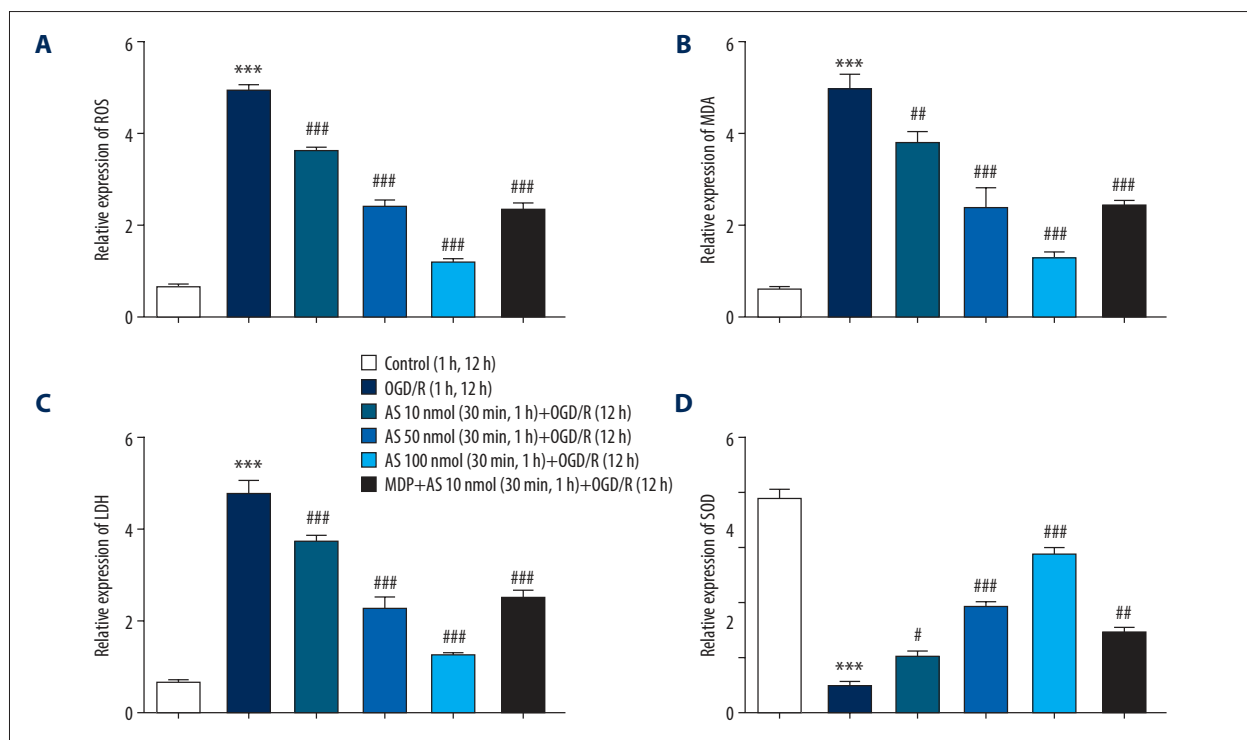 A
Relative expression of ROS
6
4
2
0
***
###
###
###
###
B
Relative expression of MDA
6
4
2
0
***
##
###
###
###
Control (1 h, 12 h)
OGD/R (1 h, 12 h)
AS 10 nmol (30 min, 1 h)+OGD/R (12 h)
AS 50 nmol (30 min, 1 h)+OGD/R (12 h)
AS 100 nmol (30 min, 1 h)+OGD/R (12 h)
MDP+AS 10 nmol (30 min, 1 h)+OGD/R (12 h)
C
Relative expression of LDH
6
4
2
0
***
###
###
###
###
D
Relative expression of SOD
6
4
2
0
***
#
###
###
##